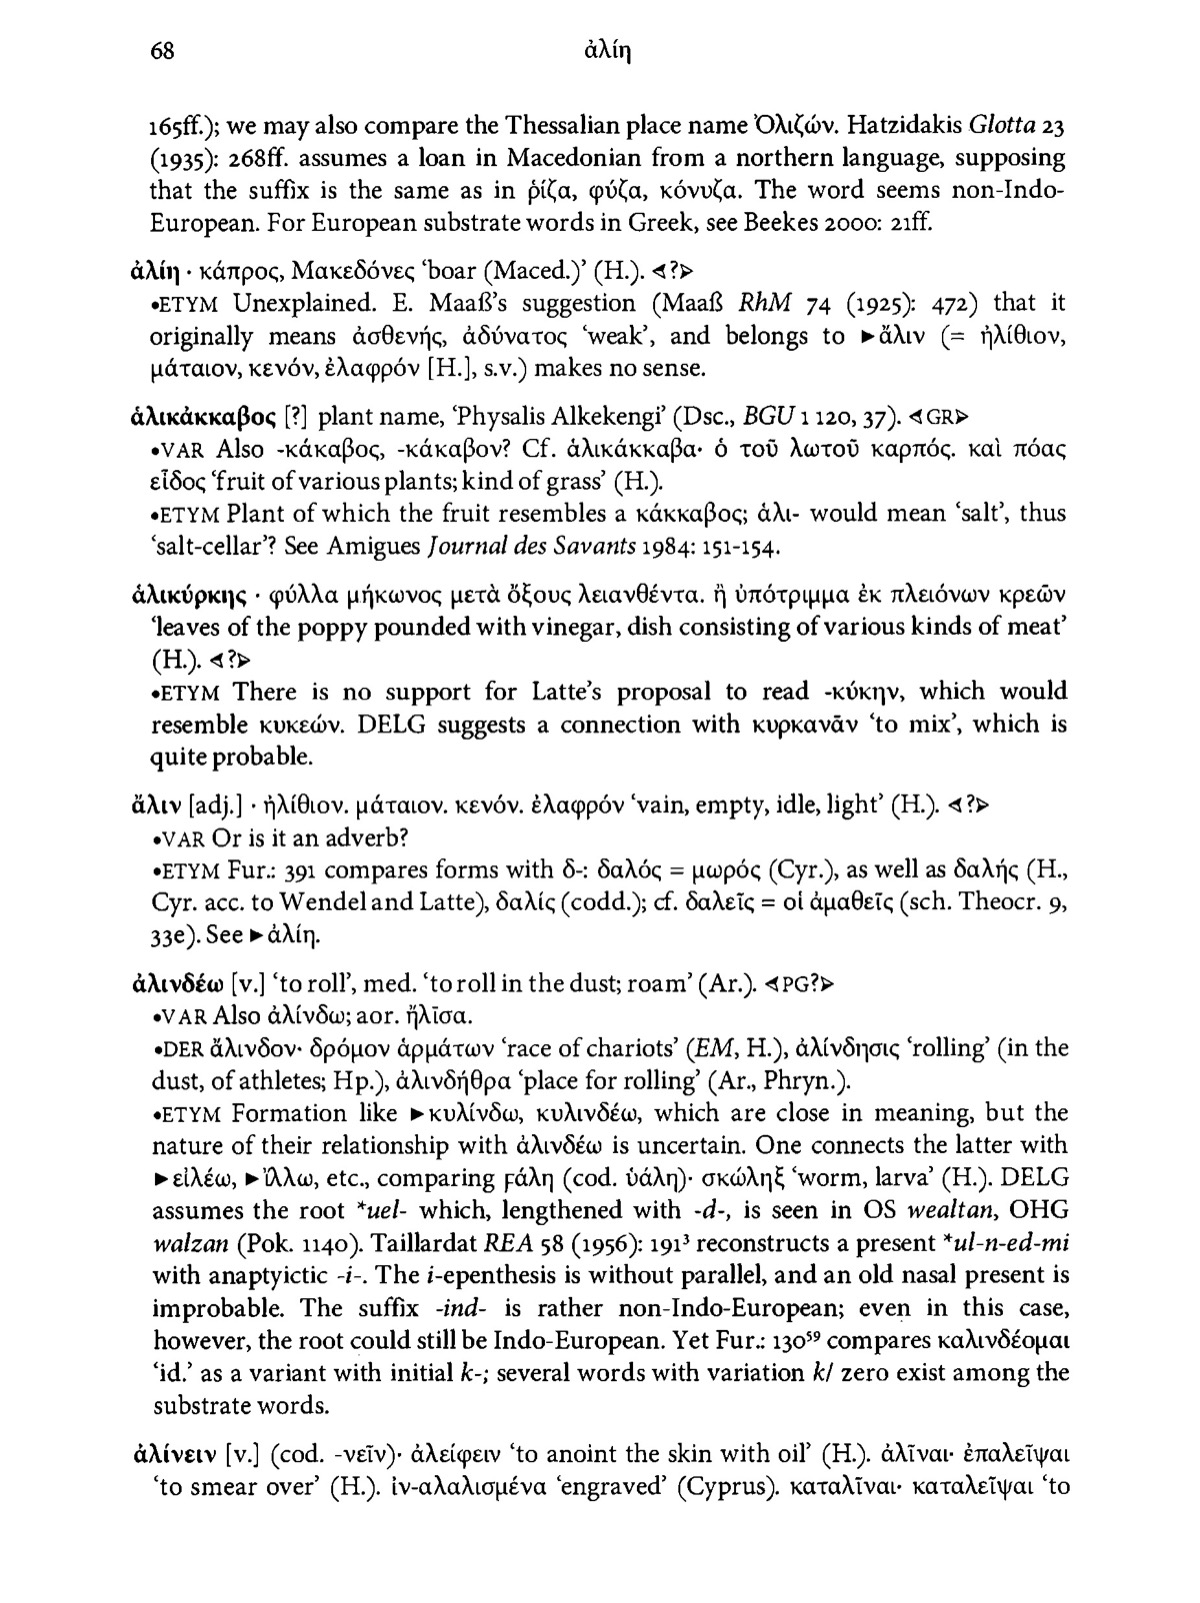 68
ἀλίη
165ff.); we may also compare the Thessalian place name Ὀλιζών. Hatzidakis Glotta 23
(1935): 268ff. assumes a loan in Macedonian from a northern language, supposing
that the suffix is the same as in ῥίζα, φύζα, κόνυζα. The word seems non-Indo-
European. For European substrate words in Greek, see Beekes 2000: 21ff.
ἀλίη · κάπρος, Μακεδόνες ‘boar (Maced.)’ (H.). ⊲?⊳
•ETYM Unexplained. E. Maaß’s suggestion (Maaß RhM 74 (1925): 472) that it
originally means ἀσθενής, ἀδύνατος ‘weak’, and belongs to ►ἄλιν (= ἠλίθιον,
μάταιον, κενόν, ἐλαφρόν [H.], s.v.) makes no sense.
ἁλικάκκαβος [?] plant name, ‘Physalis Alkekengi’ (Dsc., BGU 1 120, 37). ⊲GR⊳
•VAR Also -κάκαβος, -κάκαβον? Cf. ἁλικάκκαβα· ὁ τοῦ λωτοῦ καρπός. καὶ πόας
εἶδος ‘fruit of various plants; kind of grass’ (H.).
•ETYM Plant of which the fruit resembles a κάκκαβος; ἁλι- would mean ‘salt’, thus
‘salt-cellar’? See Amigues Journal des Savants 1984: 151-154.
ἁλικύρκης · φύλλα μήκωνος μετὰ ὄξους λειανθέντα. ἢ ὑπότριμμα ἐκ πλειόνων κρεῶν
‘leaves of the poppy pounded with vinegar, dish consisting of various kinds of meat’
(H.). ⊲?⊳
•ETYM There is no support for Latte’s proposal to read -κύκην, which would
resemble κυκεών. DELG suggests a connection with κυρκανᾶν ‘to mix’, which is
quite probable.
ἄλιν [adj.] · ἠλίθιον. μάταιον. κενόν. ἐλαφρόν ‘vain, empty, idle, light’ (H.). ⊲?⊳
•VAR Or is it an adverb?
•ETYM Fur.: 391 compares forms with δ-: δαλός = μωρός (Cyr.), as well as δαλής (H.,
Cyr. acc. to Wendel and Latte), δαλίς (codd.); cf. δαλεῖς = οἱ ἀμαθεῖς (sch. Theocr. 9,
33e). See ►ἀλίη.
ἀλινδέω [v.] ‘to roll’, med. ‘to roll in the dust; roam’ (Ar.). ⊲PG?⊳
•VAR Also ἀλίνδω; aor. ἤλῑσα.
•DER ἄλινδον· δρόμον ἁρμάτων ‘race of chariots’ (EM, H.), ἀλίνδησις ‘rolling’ (in the
dust, of athletes; Hp.), ἀλινδήθρα ‘place for rolling’ (Ar., Phryn.).
•ETYM Formation like ►κυλίνδω, κυλινδέω, which are close in meaning, but the
nature of their relationship with ἀλινδέω is uncertain. One connects the latter with
►εἰλέω, ►ἴλλω, etc., comparing ϝάλη (cod. ὑάλη)· σκώληξ ‘worm, larva’ (H.). DELG
assumes the root *uel- which, lengthened with -d-, is seen in OS wealtan, OHG
walzan (Pok. 1140). Taillardat REA 58 (1956): 191³ reconstructs a present *ul-n-ed-mi
with anaptyictic -i-. The i-epenthesis is without parallel, and an old nasal present is
improbable. The suffix -ind- is rather non-Indo-European; even in this case,
however, the root could still be Indo-European. Yet Fur.: 130⁵⁹ compares καλινδέομαι
‘id.’ as a variant with initial k-; several words with variation k/ zero exist among the
substrate words.
ἀλίνειν [v.] (cod. -νεῖν)· ἀλείφειν ‘to anoint the skin with oil’ (H.). ἀλῖναι· ἐπαλεῖψαι
‘to smear over’ (H.). ἰν-αλαλισμένα ‘engraved’ (Cyprus). καταλῖναι· καταλεῖψαι ‘to